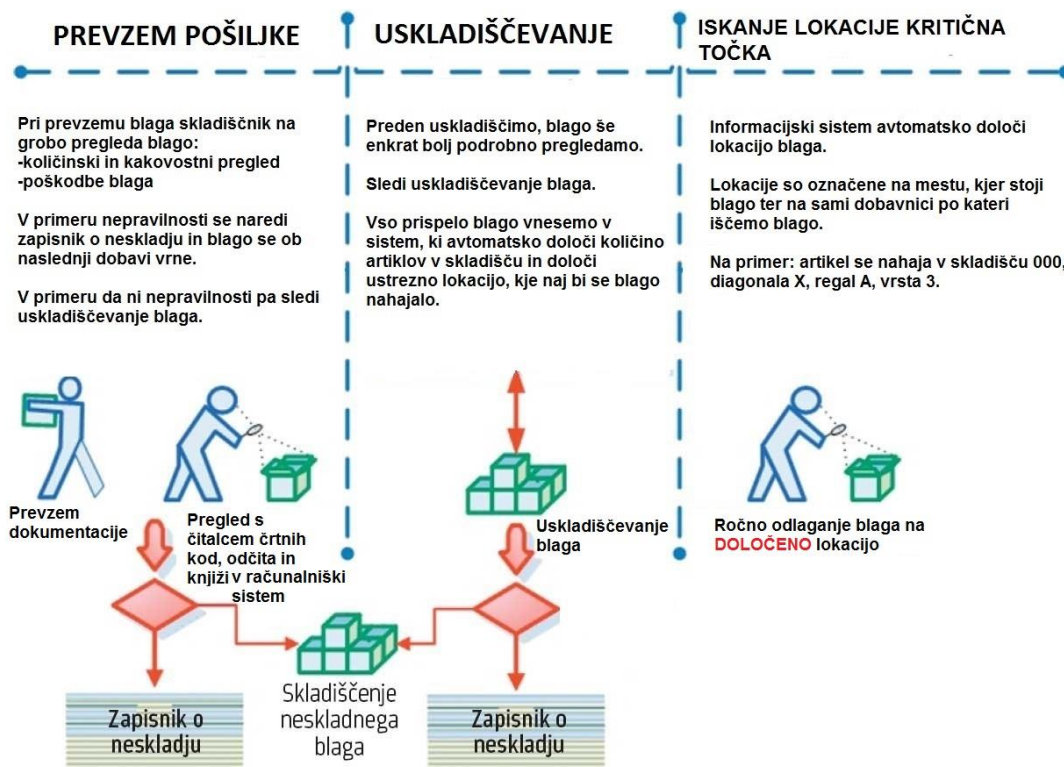 PREVZEM POŠILJKE
Pri prevzemu blaga skladiščnik na
grobo pregleda blago:
-količinski in kakovostni pregled
-poškodbe blaga
V primeru nepravilnosti se naredi
zapisnik o neskladju in blago se ob
naslednji dobavi vrne.
V primeru da ni nepravilnosti pa sledi
uskladiščevanje blaga.
USKLADIŠČEVANJE
Preden uskladiščimo, blago še
enkrat bolj podrobno pregledamo.
Sledi uskladiščevanje blaga.
Vso prispelo blago vnesemo v
sistem, ki avtomatsko določi količino
artiklov v skladišču in določi
ustrezno lokacijo, kje naj bi se blago
nahajalo.
ISKANJE LOKACIJE KRITIČNA
TOČKA
Informacijski sistem avtomatsko določi
lokacijo blaga.
Lokacije so označene na mestu, kjer stoji
blago ter na sami dobavnici po kateri
iščemo blago.
Na primer: artikel se nahaja v skladišču 000,
diagonala X, regal A, vrsta 3.
Prevzem
dokumentacije
Pregled s
čitalcem črtnih
kod, odčita in
knjiži v računalniški
sistem
Uskladiščevanje
blaga
Ročno odlaganje blaga na
DOLOČENO lokacijo
Zapisnik o
neskladju
Skladiščenje
neskladnega
blaga
Zapisnik o
neskladju